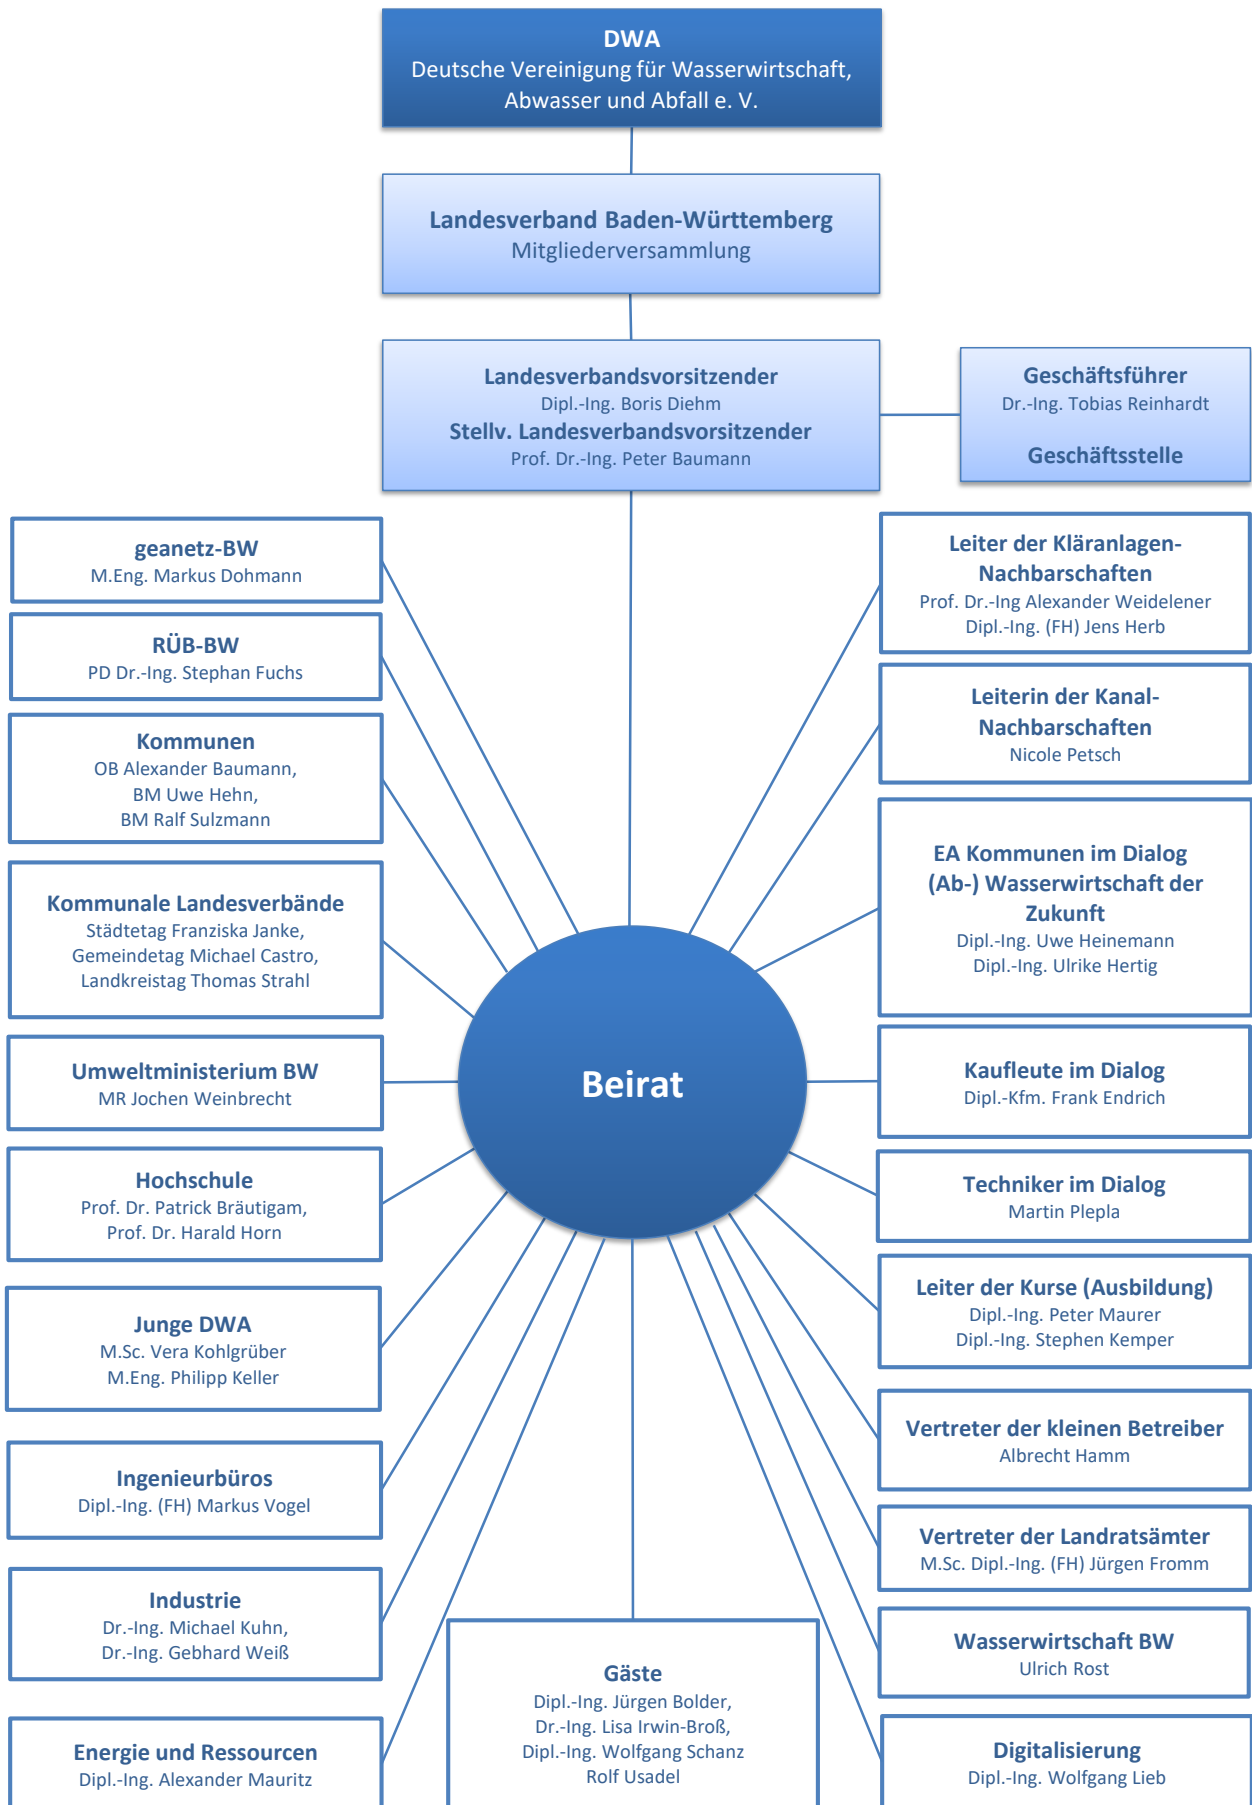 DWA
Deutsche Vereinigung für Wasserwirtschaft,
Abwasser und Abfall e. V.
Landesverband Baden-Württemberg
Mitgliederversammlung
Landesverbandsvorsitzender
Dipl.-Ing. Boris Diehm
Stellv. Landesverbandsvorsitzender
Prof. Dr.-Ing. Peter Baumann
Geschäftsführer
Dr.-Ing. Tobias Reinhardt
Geschäftsstelle
geanetz-BW
M.Eng. Markus Dohmann
RÜB-BW
PD Dr.-Ing. Stephan Fuchs
Kommunen
OB Alexander Baumann,
BM Uwe Hehn,
BM Ralf Sulzmann
Kommunale Landesverbände
Städtetag Franziska Janke,
Gemeindetag Michael Castro,
Landkreistag Thomas Strahl
Umweltministerium BW
MR Jochen Weinbrecht
Hochschule
Prof. Dr. Patrick Bräutigam,
Prof. Dr. Harald Horn
Junge DWA
M.Sc. Vera Kohlgrüber
M.Eng. Philipp Keller
Ingenieurbüros
Dipl.-Ing. (FH) Markus Vogel
Industrie
Dr.-Ing. Michael Kuhn,
Dr.-Ing. Gebhard Weiß
Energie und Ressourcen
Dipl.-Ing. Alexander Mauritz
Beirat
Gäste
Dipl.-Ing. Jürgen Bolder,
Dr.-Ing. Lisa Irwin-Broß,
Dipl.-Ing. Wolfgang Schanz
Rolf Usadel
Leiter der Kläranlagen-
Nachbarschaften
Prof. Dr.-Ing Alexander Weidelener
Dipl.-Ing. (FH) Jens Herb
Leiterin der Kanal-
Nachbarschaften
Nicole Petsch
EA Kommunen im Dialog
(Ab-) Wasserwirtschaft der
Zukunft
Dipl.-Ing. Uwe Heinemann
Dipl.-Ing. Ulrike Hertig
Kaufleute im Dialog
Dipl.-Kfm. Frank Endrich
Techniker im Dialog
Martin Plepla
Leiter der Kurse (Ausbildung)
Dipl.-Ing. Peter Maurer
Dipl.-Ing. Stephen Kemper
Vertreter der kleinen Betreiber
Albrecht Hamm
Vertreter der Landratsämter
M.Sc. Dipl.-Ing. (FH) Jürgen Fromm
Wasserwirtschaft BW
Ulrich Rost
Digitalisierung
Dipl.-Ing. Wolfgang Lieb